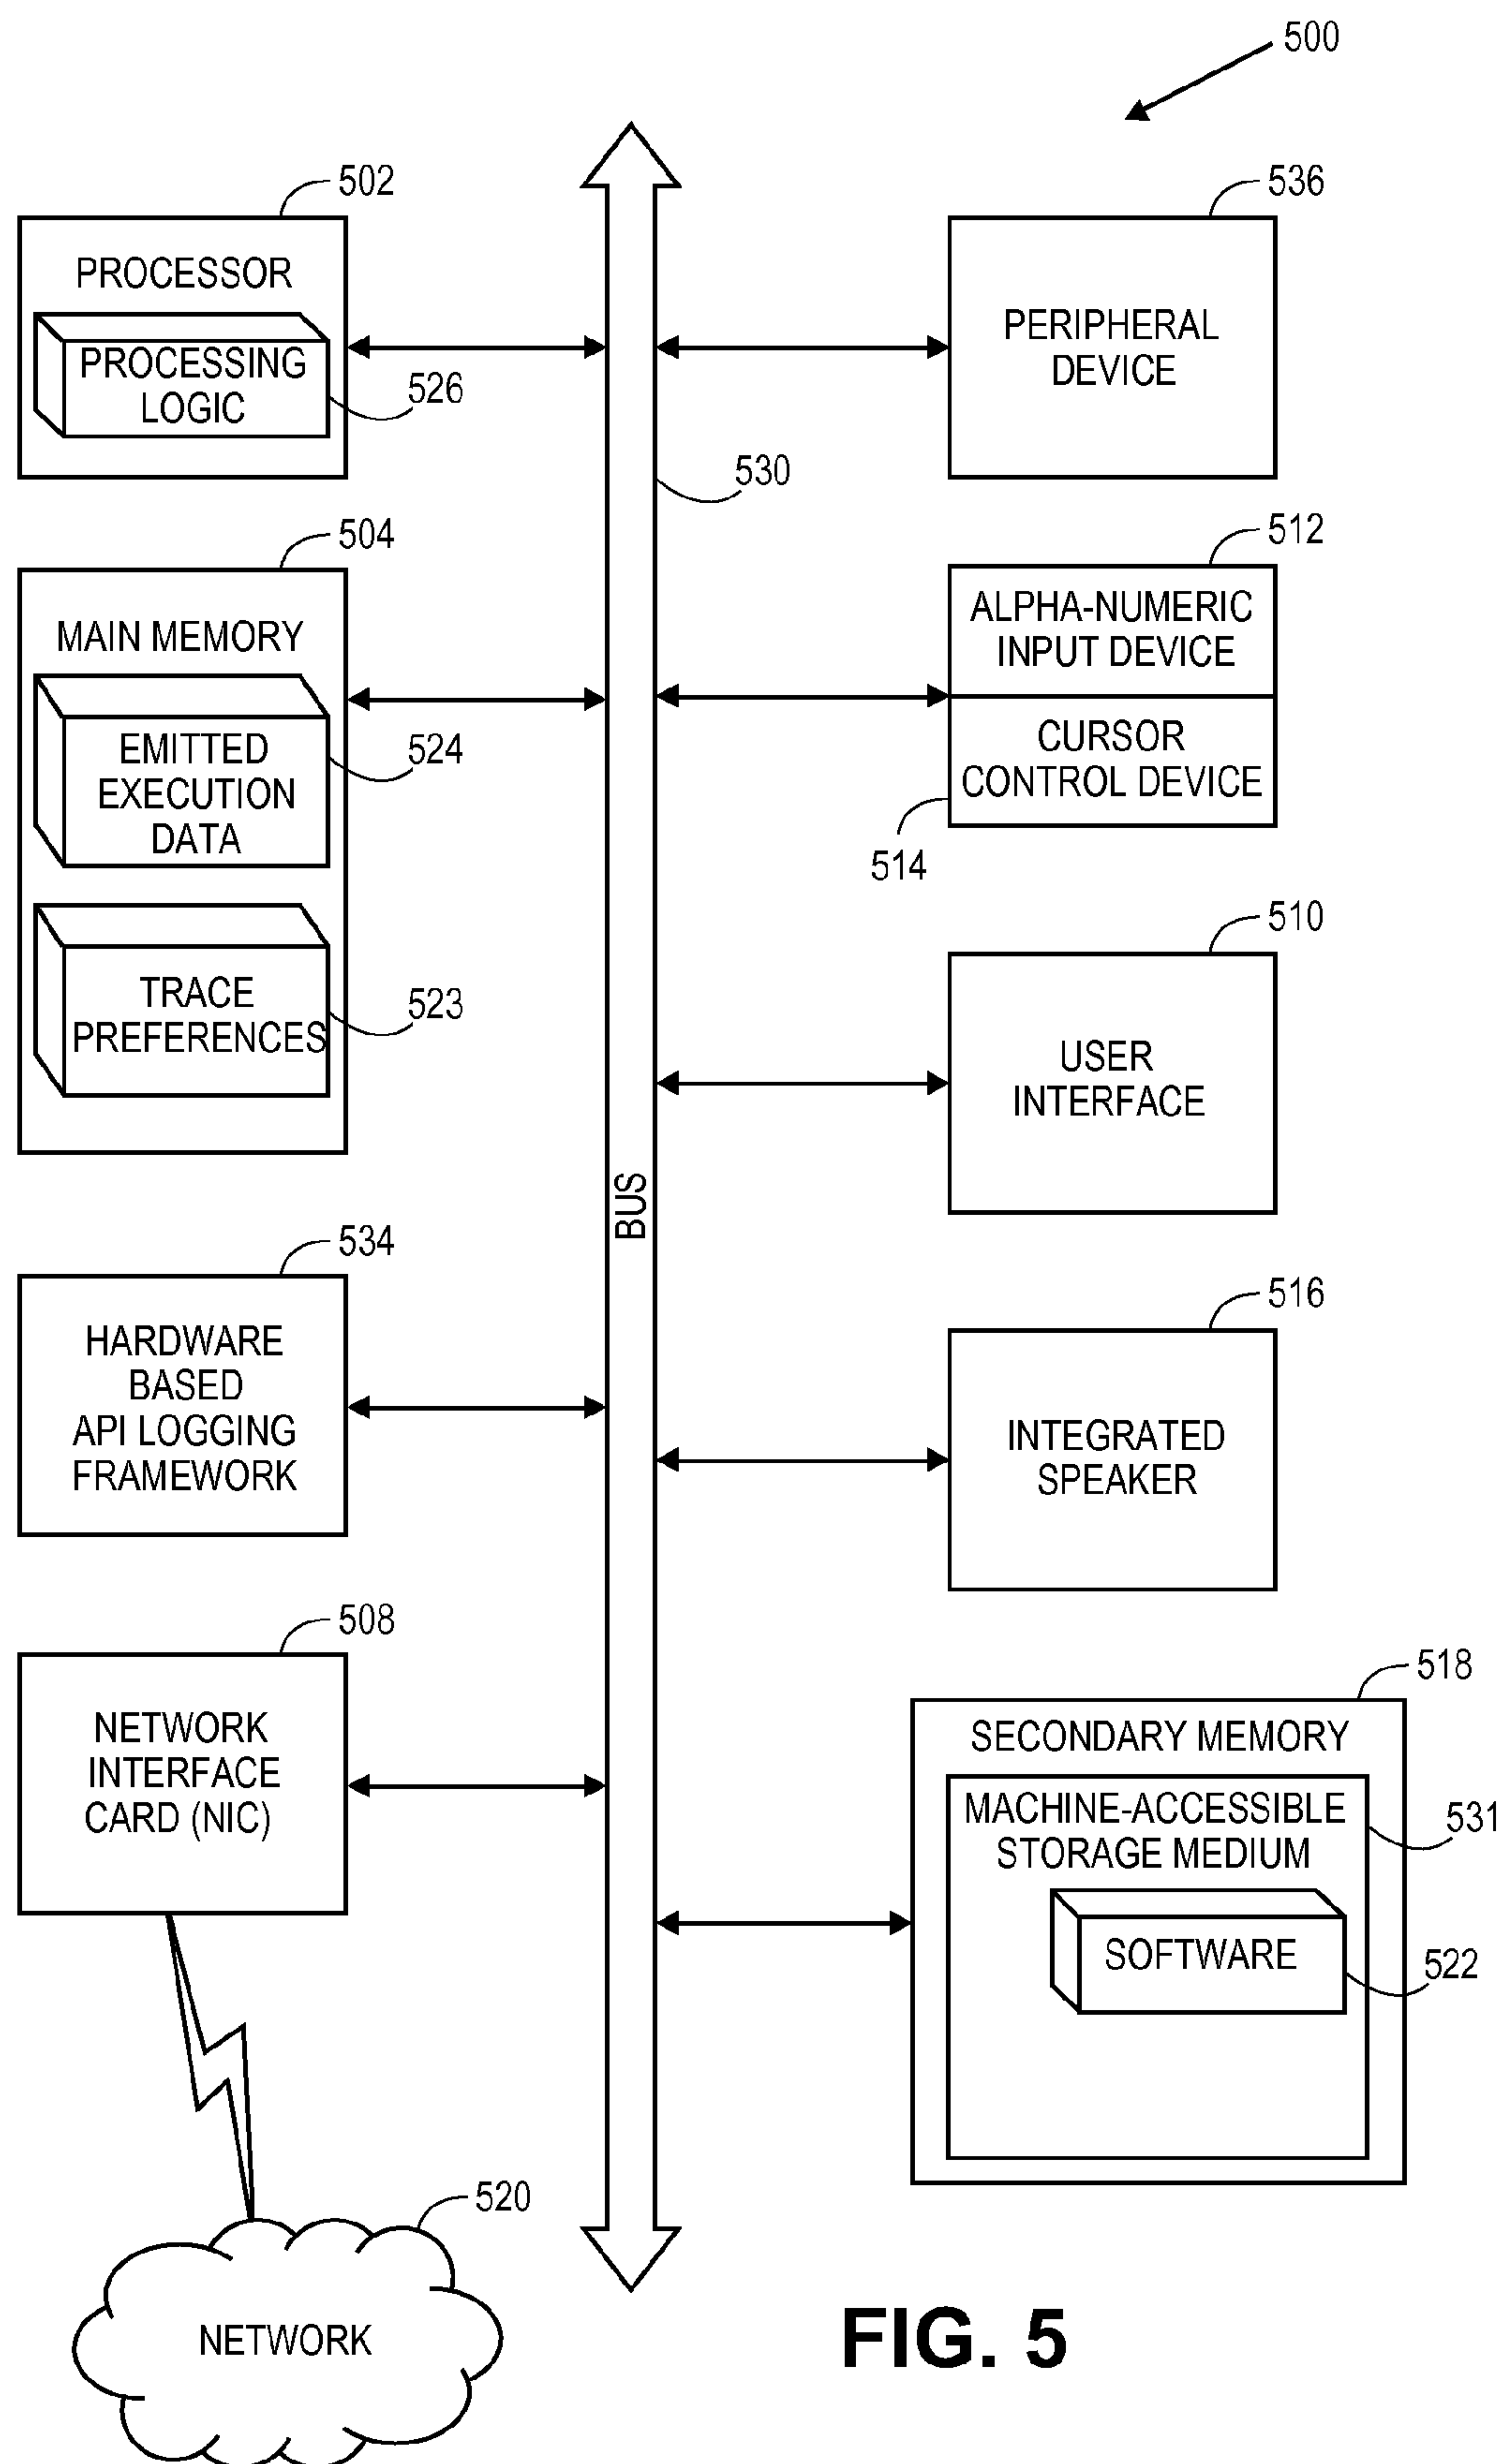 500
502
PROCESSOR
PROCESSING
LOGIC
526
536
PERIPHERAL
DEVICE
530
504
MAIN MEMORY
EMITTED
EXECUTION
DATA
524
TRACE
PREFERENCES
523
512
ALPHA-NUMERIC
INPUT DEVICE
CURSOR
CONTROL DEVICE
514
510
USER
INTERFACE
BUS
534
HARDWARE
BASED
API LOGGING
FRAMEWORK
516
INTEGRATED
SPEAKER
508
NETWORK
INTERFACE
CARD (NIC)
518
SECONDARY MEMORY
MACHINE-ACCESSIBLE
STORAGE MEDIUM
531
SOFTWARE
522
520
NETWORK
FIG. 5